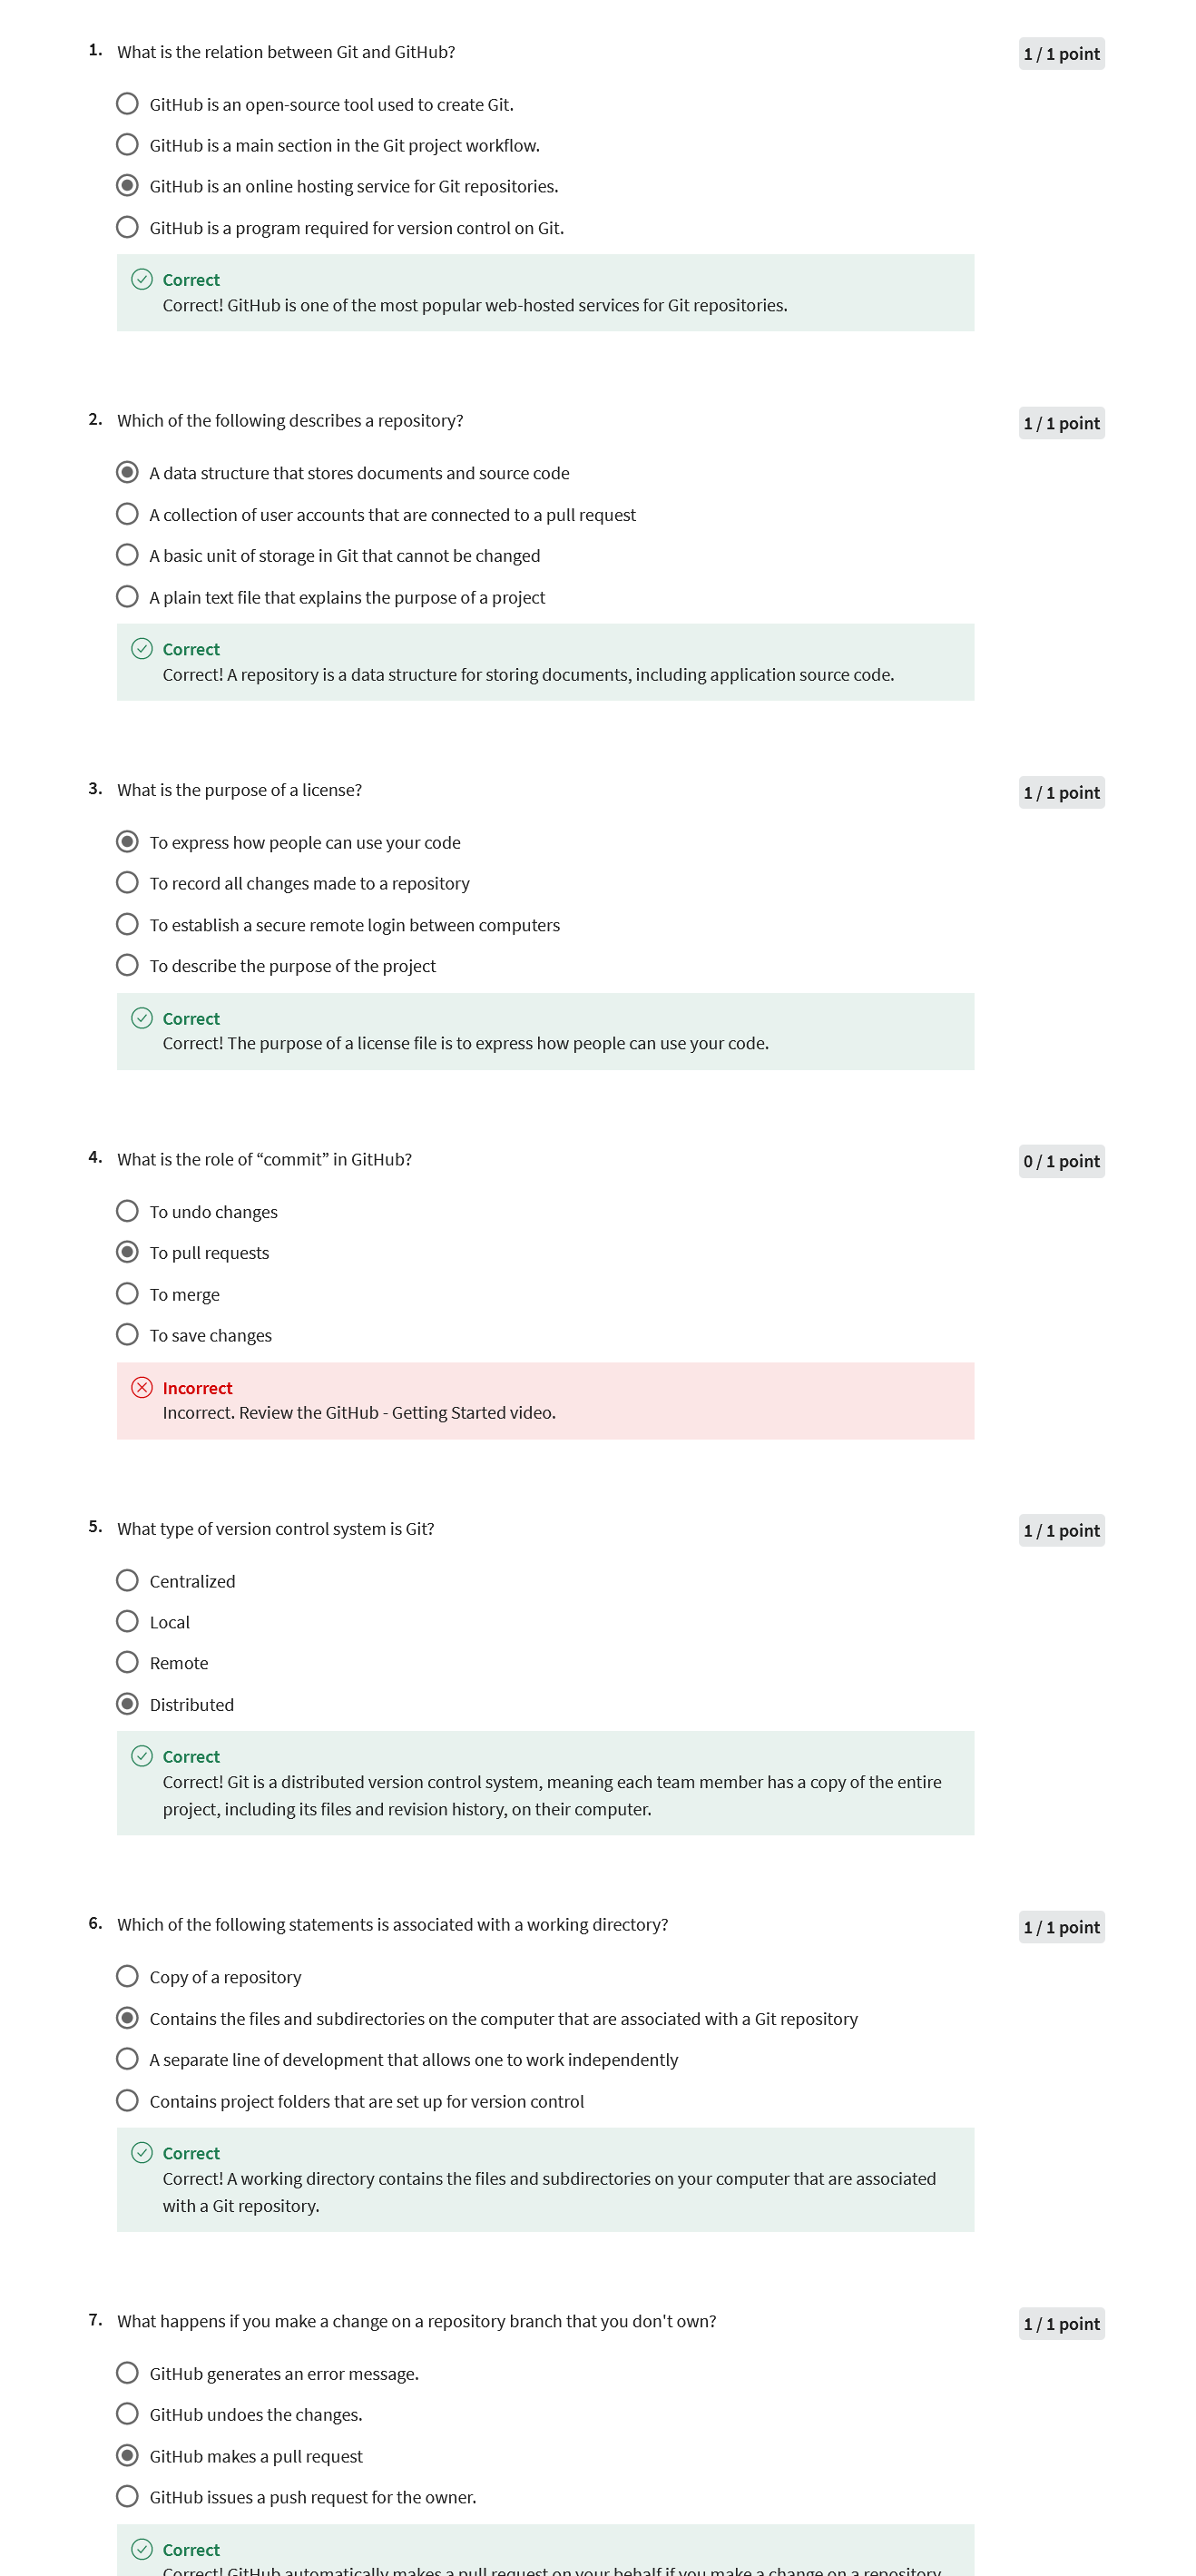 1. What is the relation between Git and GitHub? 1 / 1 point
GitHub is an open-source tool used to create Git.
GitHub is a main section in the Git project workflow.
GitHub is an online hosting service for Git repositories.
GitHub is a program required for version control on Git.
Correct
Correct! GitHub is one of the most popular web-hosted services for Git repositories.
2. Which of the following describes a repository? 1 / 1 point
A data structure that stores documents and source code
A collection of user accounts that are connected to a pull request
A basic unit of storage in Git that cannot be changed
A plain text file that explains the purpose of a project
Correct
Correct! A repository is a data structure for storing documents, including application source code.
3. What is the purpose of a license? 1 / 1 point
To express how people can use your code
To record all changes made to a repository
To establish a secure remote login between computers
To describe the purpose of the project
Correct
Correct! The purpose of a license file is to express how people can use your code.
4. What is the role of “commit” in GitHub? 0 / 1 point
To undo changes
To pull requests
To merge
To save changes
Incorrect
Incorrect. Review the GitHub - Getting Started video.
5. What type of version control system is Git? 1 / 1 point
Centralized
Local
Remote
Distributed
Correct
Correct! Git is a distributed version control system, meaning each team member has a copy of the entire
project, including its files and revision history, on their computer.
6. Which of the following statements is associated with a working directory? 1 / 1 point
Copy of a repository
Contains the files and subdirectories on the computer that are associated with a Git repository
A separate line of development that allows one to work independently
Contains project folders that are set up for version control
Correct
Correct! A working directory contains the files and subdirectories on your computer that are associated
with a Git repository.
7. What happens if you make a change on a repository branch that you don't own? 1 / 1 point
GitHub generates an error message.
GitHub undoes the changes.
GitHub makes a pull request
GitHub issues a push request for the owner.
Correct
Correct! GitHub automatically makes a pull request on your behalf if you make a change on a repository